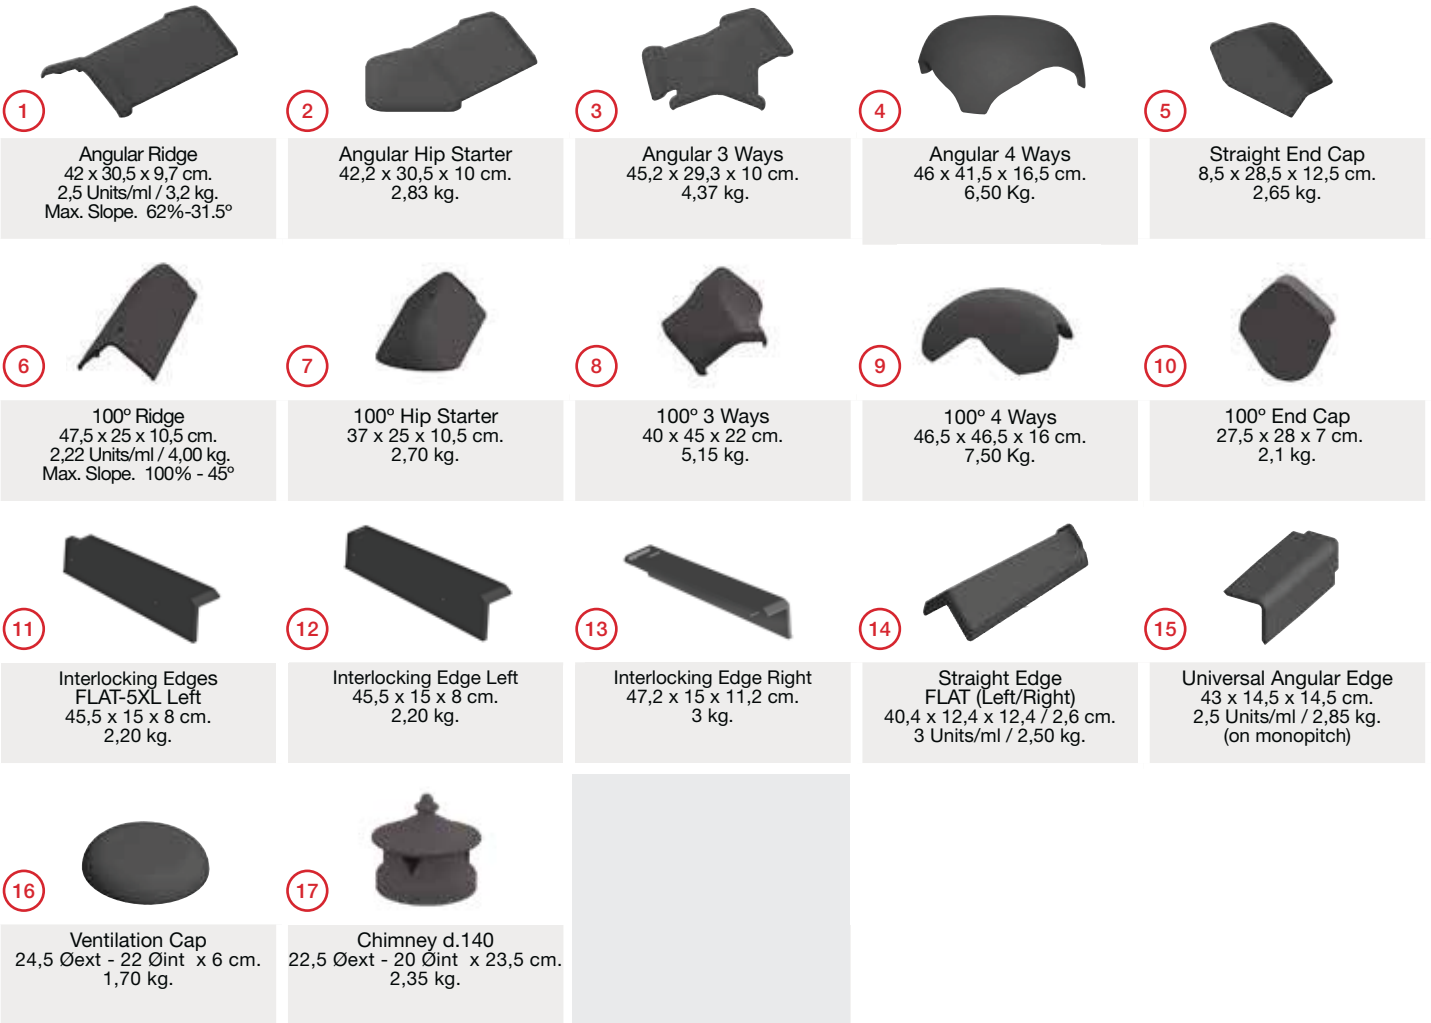 1
Angular Ridge
42 x 30,5 x 9,7 cm.
2,5 Units/ml / 3,2 kg.
Max. Slope. 62%-31.5º
2
Angular Hip Starter
42,2 x 30,5 x 10 cm.
2,83 kg.
3
Angular 3 Ways
45,2 x 29,3 x 10 cm.
4,37 kg.
4
Angular 4 Ways
46 x 41,5 x 16,5 cm.
6,50 Kg.
5
Straight End Cap
8,5 x 28,5 x 12,5 cm.
2,65 kg.
6
100º Ridge
47,5 x 25 x 10,5 cm.
2,22 Units/ml / 4,00 kg.
Max. Slope. 100% - 45º
7
100º Hip Starter
37 x 25 x 10,5 cm.
2,70 kg.
8
100º 3 Ways
40 x 45 x 22 cm.
5,15 kg.
9
100º 4 Ways
46,5 x 46,5 x 16 cm.
7,50 Kg.
10
100º End Cap
27,5 x 28 x 7 cm.
2,1 kg.
11
Interlocking Edges
FLAT-5XL Left
45,5 x 15 x 8 cm.
2,20 kg.
12
Interlocking Edge Left
45,5 x 15 x 8 cm.
2,20 kg.
13
Interlocking Edge Right
47,2 x 15 x 11,2 cm.
3 kg.
14
Straight Edge
FLAT (Left/Right)
40,4 x 12,4 x 12,4 / 2,6 cm.
3 Units/ml / 2,50 kg.
15
Universal Angular Edge
43 x 14,5 x 14,5 cm.
2,5 Units/ml / 2,85 kg.
(on monopitch)
16
Ventilation Cap
24,5 Øext - 22 Øint x 6 cm.
1,70 kg.
17
Chimney d.140
22,5 Øext - 20 Øint x 23,5 cm.
2,35 kg.